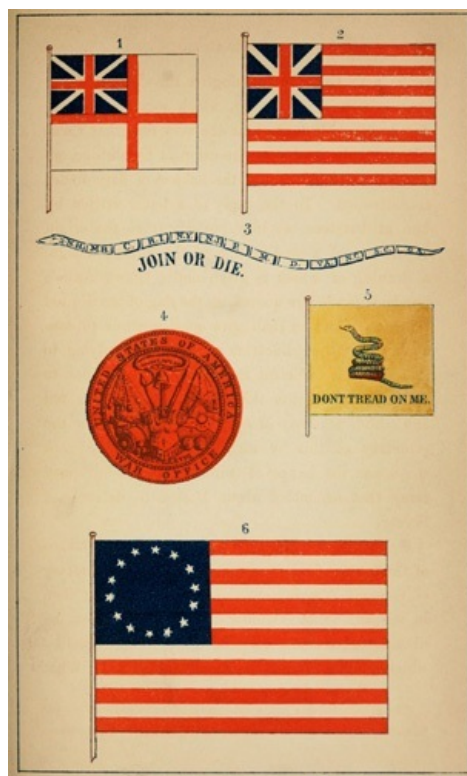 1
2
3
C. R.I. N.Y. VA. N.C. S.C.
JOIN OR DIE.
4
UNITED STATES OF AMERICA
WAR OFFICE
5
DONT TREAD ON ME.
6